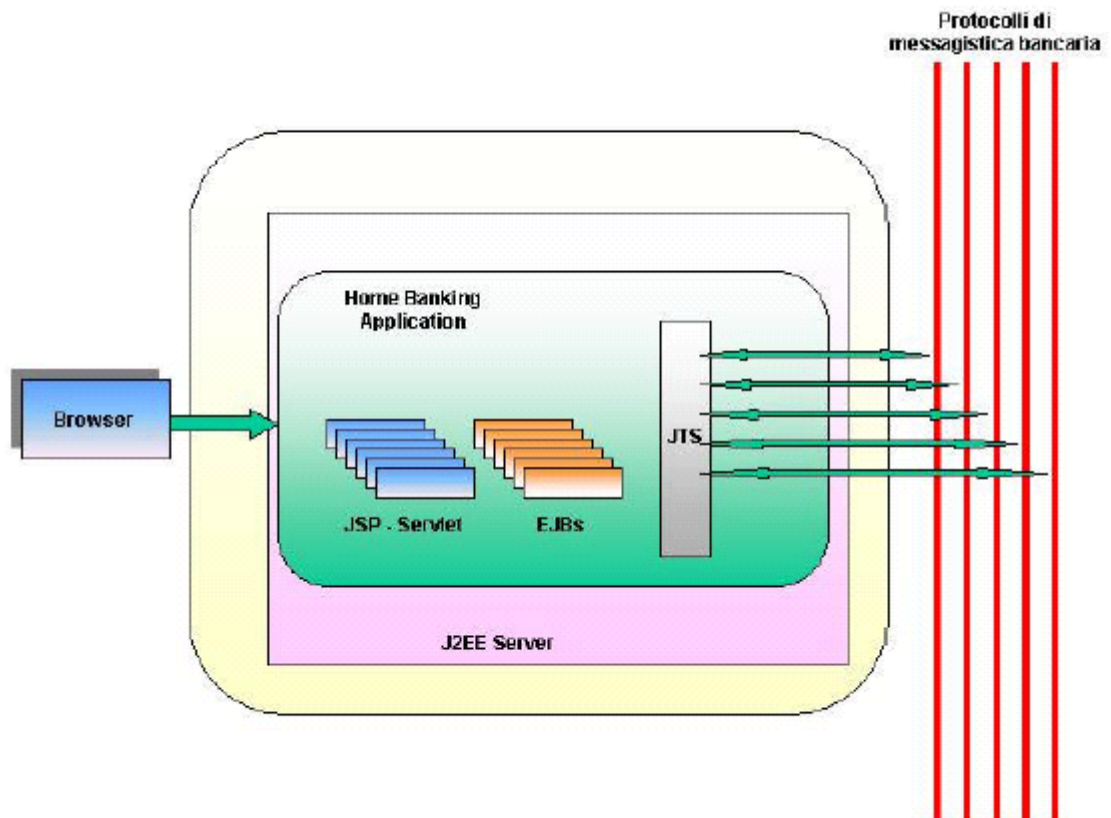 Protocolli di
messagistica bancaria
Home Banking
Application
Browser
JTS
JSP - Servlet
EJBs
J2EE Server